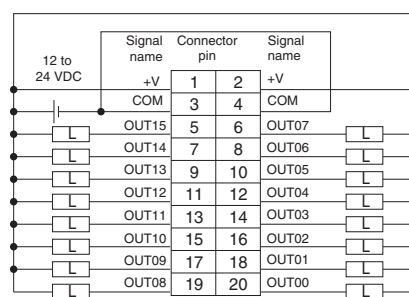 Signal name Connector pin Signal name
12 to 24 VDC
+V 1 2 +V
COM 3 4 COM
L OUT15 5 6 OUT07 L
L OUT14 7 8 OUT06 L
L OUT13 9 10 OUT05 L
L OUT12 11 12 OUT04 L
L OUT11 13 14 OUT03 L
L OUT10 15 16 OUT02 L
L OUT09 17 18 OUT01 L
L OUT08 19 20 OUT00 L